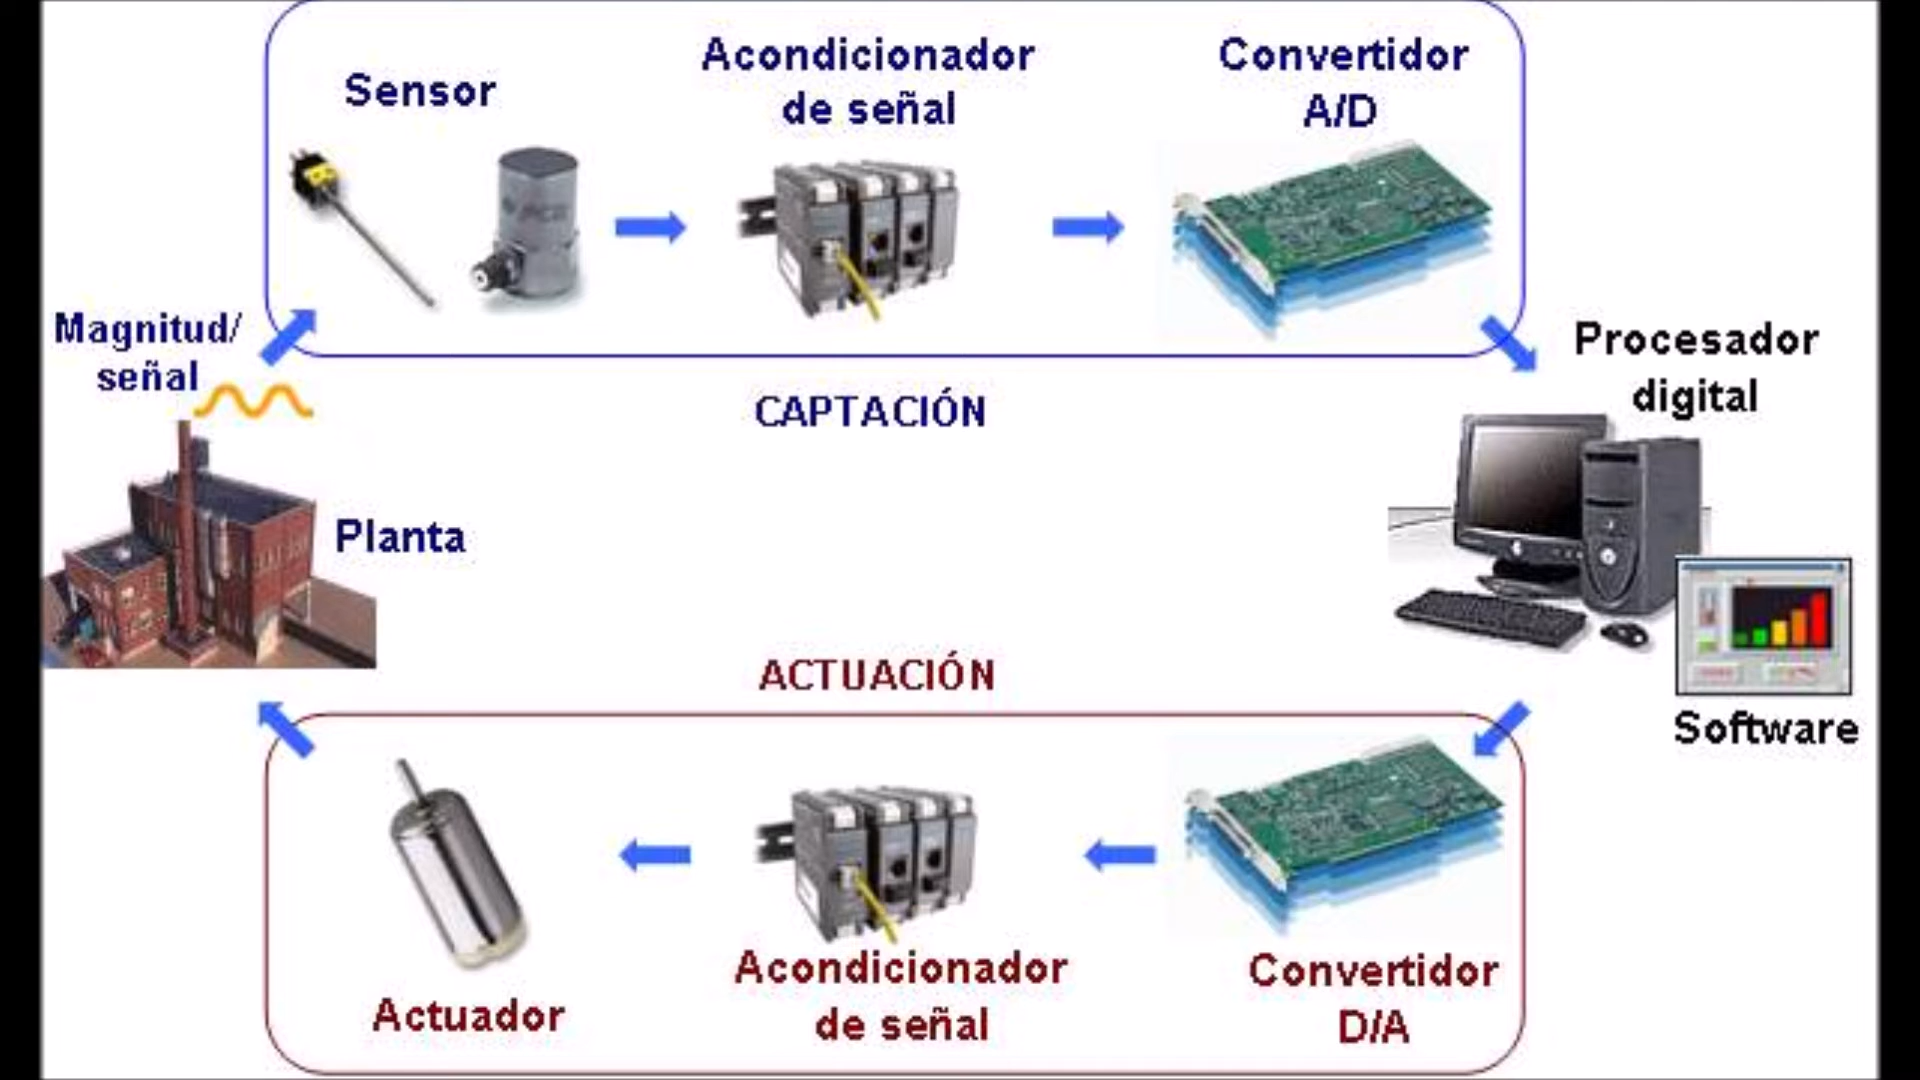 Sensor
Acondicionador
de señal
Convertidor
A/D
Magnitud/
señal
CAPTACIÓN
Procesador
digital
Planta
ACTUACIÓN
Software
Actuador
Acondicionador
de señal
Convertidor
D/A